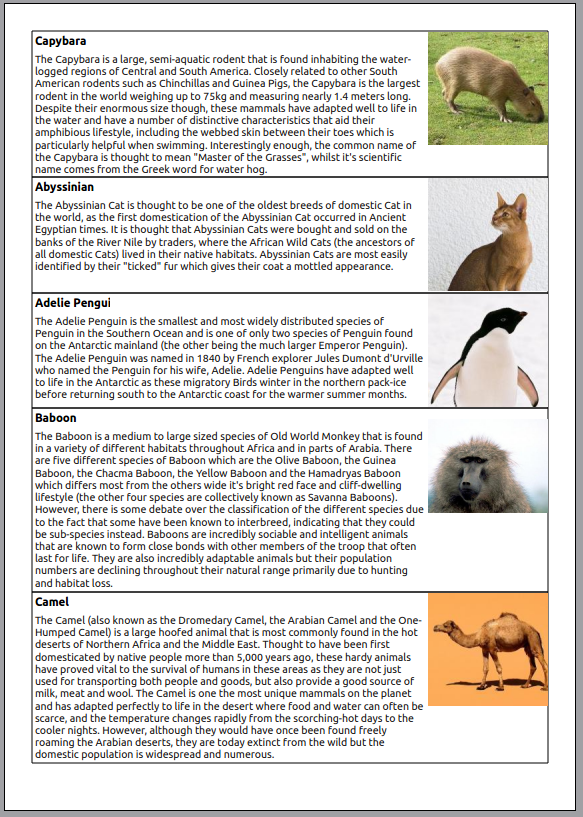 Capybara
The Capybara is a large, semi-aquatic rodent that is found inhabiting the water-
logged regions of Central and South America. Closely related to other South
American rodents such as Chinchillas and Guinea Pigs, the Capybara is the largest
rodent in the world weighing up to 75kg and measuring nearly 1.4 meters long.
Despite their enormous size though, these mammals have adapted well to life in
the water and have a number of distinctive characteristics that aid their
amphibious lifestyle, including the webbed skin between their toes which is
particularly helpful when swimming. Interestingly enough, the common name of
the Capybara is thought to mean "Master of the Grasses", whilst it's scientific
name comes from the Greek word for water hog.
Abyssinian
The Abyssinian Cat is thought to be one of the oldest breeds of domestic Cat in
the world, as the first domestication of the Abyssinian Cat occurred in Ancient
Egyptian times. It is thought that Abyssinian Cats were bought and sold on the
banks of the River Nile by traders, where the African Wild Cats (the ancestors of
all domestic Cats) lived in their native habitats. Abyssinian Cats are most easily
identified by their "ticked" fur which gives their coat a mottled appearance.
Adelie Pengui
The Adelie Penguin is the smallest and most widely distributed species of
Penguin in the Southern Ocean and is one of only two species of Penguin found
on the Antarctic mainland (the other being the much larger Emperor Penguin).
The Adelie Penguin was named in 1840 by French explorer Jules Dumont d'Urville
who named the Penguin for his wife, Adelie. Adelie Penguins have adapted well
to life in the Antarctic as these migratory Birds winter in the northern pack-ice
before returning south to the Antarctic coast for the warmer summer months.
Baboon
The Baboon is a medium to large sized species of Old World Monkey that is found
in a variety of different habitats throughout Africa and in parts of Arabia. There
are five different species of Baboon which are the Olive Baboon, the Guinea
Baboon, the Chacma Baboon, the Yellow Baboon and the Hamadryas Baboon
which differs most from the others wide it's bright red face and cliff-dwelling
lifestyle (the other four species are collectively known as Savanna Baboons).
However, there is some debate over the classification of the different species due
to the fact that some have been known to interbreed, indicating that they could
be sub-species instead. Baboons are incredibly sociable and intelligent animals
that are known to form close bonds with other members of the troop that often
last for life. They are also incredibly adaptable animals but their population
numbers are declining throughout their natural range primarily due to hunting
and habitat loss.
Camel
The Camel (also known as the Dromedary Camel, the Arabian Camel and the One-
Humped Camel) is a large hoofed animal that is most commonly found in the hot
deserts of Northern Africa and the Middle East. Thought to have been first
domesticated by native people more than 5,000 years ago, these hardy animals
have proved vital to the survival of humans in these areas as they are not just
used for transporting both people and goods, but also provide a good source of
milk, meat and wool. The Camel is one the most unique mammals on the planet
and has adapted perfectly to life in the desert where food and water can often be
scarce, and the temperature changes rapidly from the scorching-hot days to the
cooler nights. However, although they would have once been found freely
roaming the Arabian deserts, they are today extinct from the wild but the
domestic population is widespread and numerous.